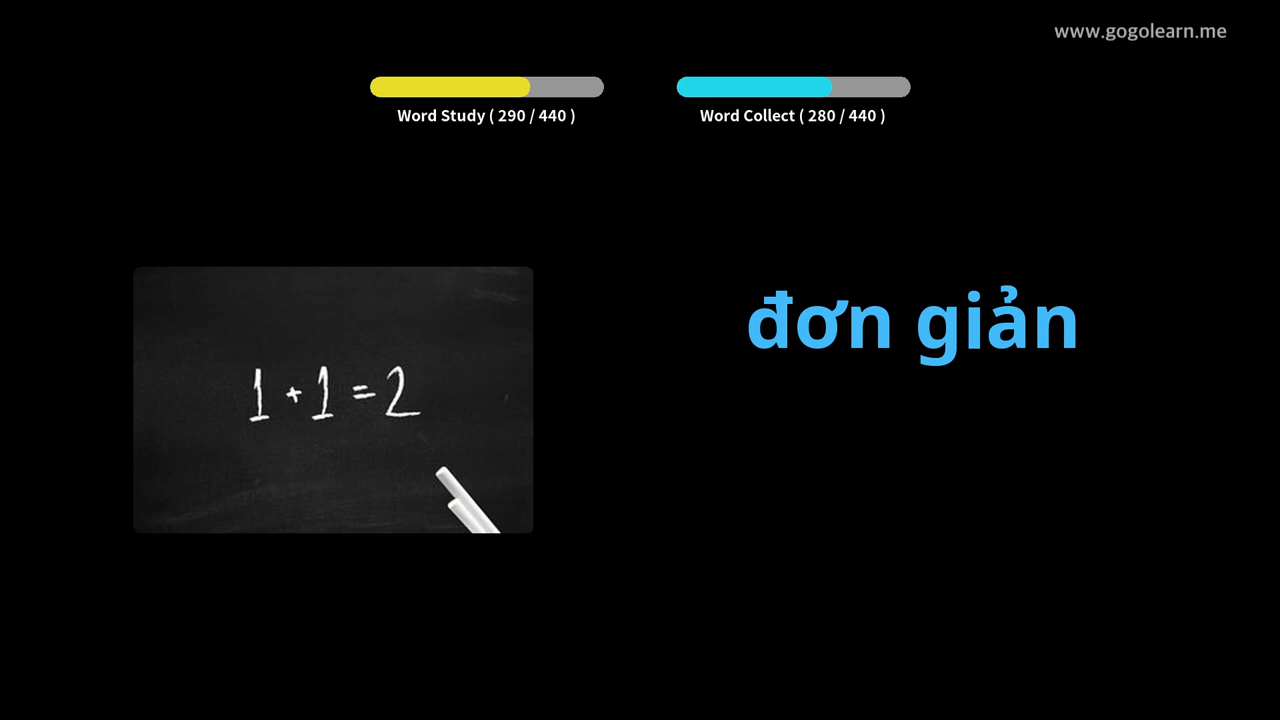 www.gogolearn.me
Word Study ( 290 / 440 )
Word Collect ( 280 / 440 )
đơn giản
1 + 1 = 2